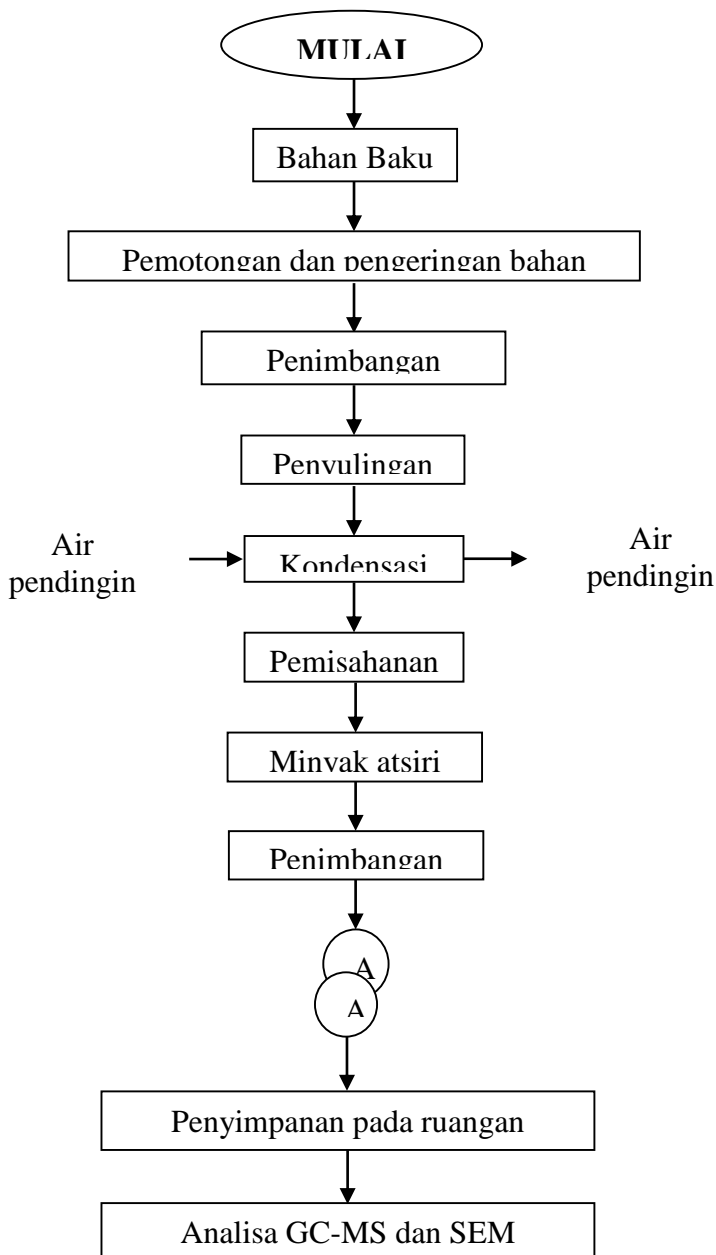 MULAI
Bahan Baku
Pemotongan dan pengeringan bahan
Penimbangan
Penyulingan
Air
pendingin
Kondensasi
Air
pendingin
Pemisahanan
Minyak atsiri
Penimbangan
A
A
Penyimpanan pada ruangan
Analisa GC-MS dan SEM